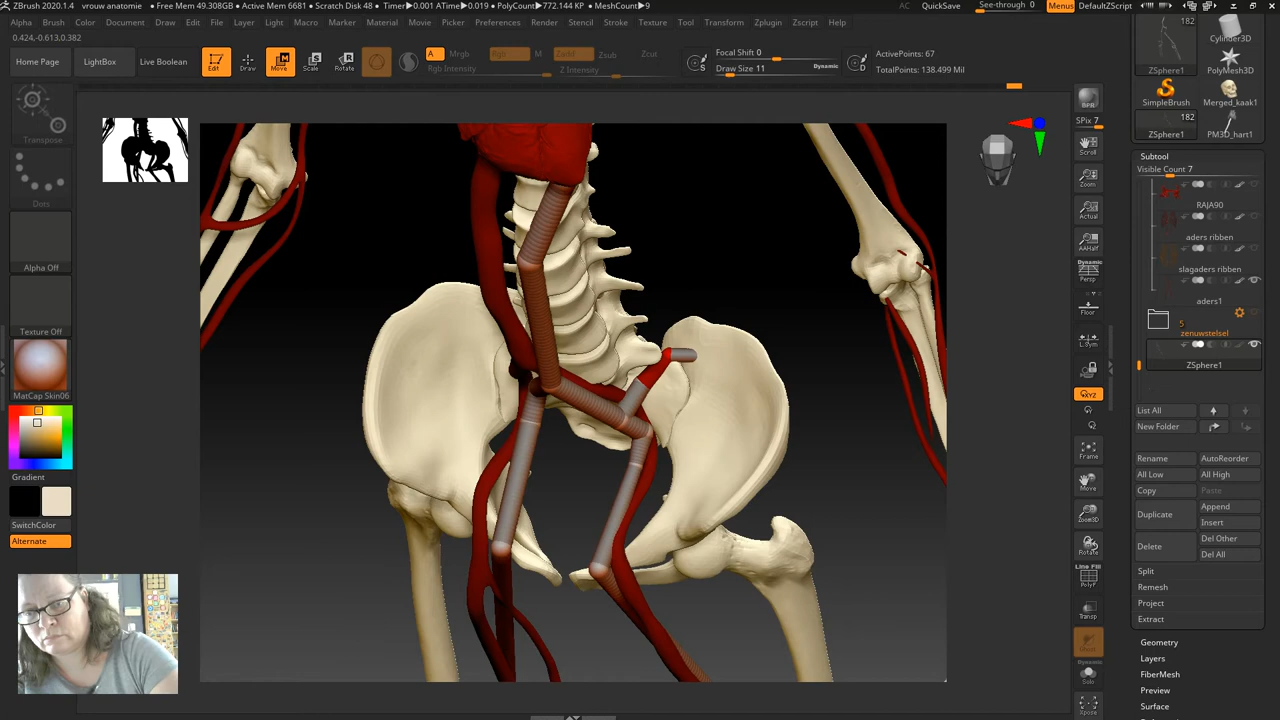 ZBrush 2020.1.4 vrouw anatomie • Free Mem 49.308GB • Active Mem 6681 • Scratch Disk 48 • Timer▶0.001 ATime▶0.019 • PolyCount▶772.144 KP • MeshCount▶9 AC QuickSave See-through 0 Menus DefaultZScript
Alpha Brush Color Document Draw Edit File Layer Light Macro Marker Material Movie Picker Preferences Render Stencil Stroke Texture Tool Transform Zplugin Zscript Help
0.424,-0.613,0.382
Home Page LightBox Live Boolean Edit Draw Move Scale Rotate A Mrgb Rgb M Zadd Zsub Zcut
Rgb Intensity Z Intensity
Focal Shift 0
Draw Size 11 Dynamic
S D
ActivePoints: 67
TotalPoints: 138.499 Mil
Transpose
Dots
Alpha Off
Texture Off
MatCap Skin06
Gradient
SwitchColor
Alternate
BPR
SPix 7
Scroll
Zoom
Actual
AAHalf
Dynamic
Persp
Floor
L.Sym
XYZ
Frame
Move
Zoom3D
Rotate
Line Fill
PolyF
Transp
Ghost
Dynamic
Solo
Xpose
182
ZSphere1
Cylinder3D
PolyMesh3D
SimpleBrush
Merged_kaak1
182
ZSphere1
PM3D_hart1
Subtool
Visible Count 7
RAJA90
aders ribben
slagaders ribben
aders1
5
zenuwstelsel
ZSphere1
List All
New Folder
Rename AutoReorder
All Low All High
Copy Paste
Duplicate Append
Insert
Delete Del Other
Del All
Split
Remesh
Project
Extract
Geometry
Layers
FiberMesh
Preview
Surface